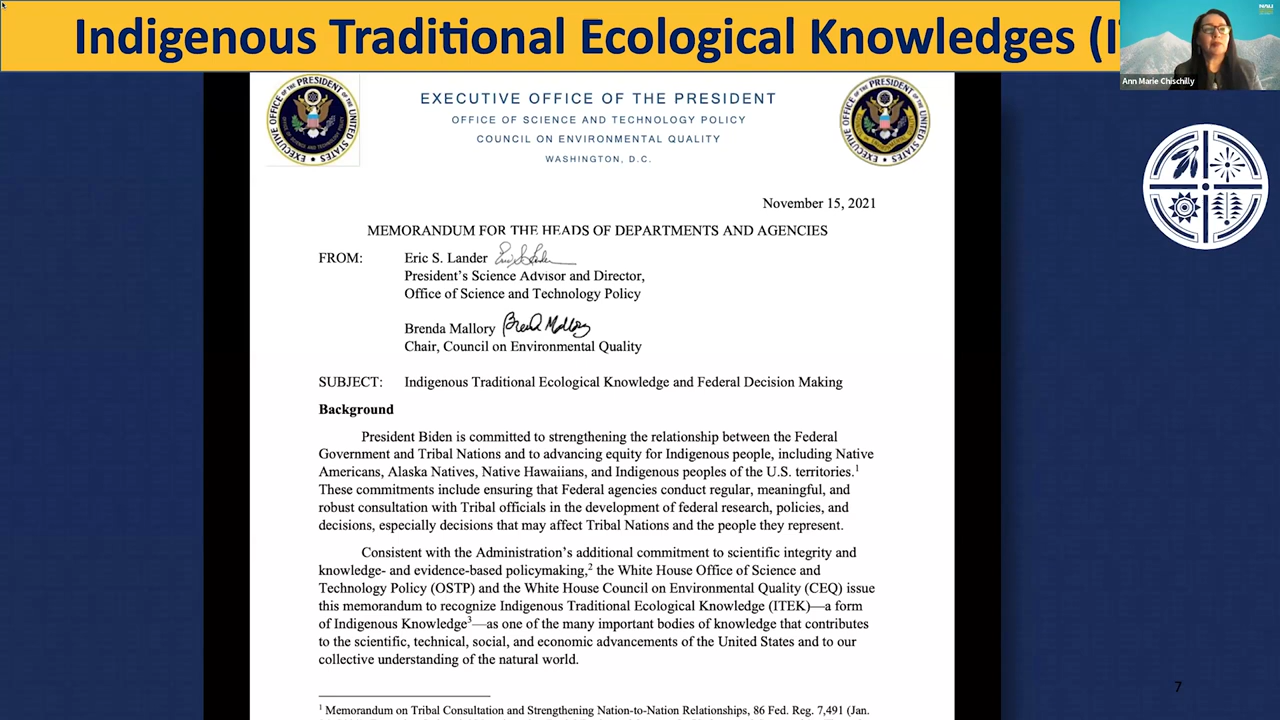 Indigenous Traditional Ecological Knowledges (I
NAU
Ann Marie Chischilly
EXECUTIVE OFFICE OF THE PRESIDENT
OFFICE OF SCIENCE AND TECHNOLOGY POLICY
COUNCIL ON ENVIRONMENTAL QUALITY
WASHINGTON, D.C.
November 15, 2021
MEMORANDUM FOR THE HEADS OF DEPARTMENTS AND AGENCIES
FROM: Eric S. Lander
President's Science Advisor and Director,
Office of Science and Technology Policy
Brenda Mallory Brenda Mallory
Chair, Council on Environmental Quality
SUBJECT: Indigenous Traditional Ecological Knowledge and Federal Decision Making
Background
President Biden is committed to strengthening the relationship between the Federal
Government and Tribal Nations and to advancing equity for Indigenous people, including Native
Americans, Alaska Natives, Native Hawaiians, and Indigenous peoples of the U.S. territories.1
These commitments include ensuring that Federal agencies conduct regular, meaningful, and
robust consultation with Tribal officials in the development of federal research, policies, and
decisions, especially decisions that may affect Tribal Nations and the people they represent.
Consistent with the Administration's additional commitment to scientific integrity and
knowledge- and evidence-based policymaking,2 the White House Office of Science and
Technology Policy (OSTP) and the White House Council on Environmental Quality (CEQ) issue
this memorandum to recognize Indigenous Traditional Ecological Knowledge (ITEK)—a form
of Indigenous Knowledge3—as one of the many important bodies of knowledge that contributes
to the scientific, technical, social, and economic advancements of the United States and to our
collective understanding of the natural world.
1 Memorandum on Tribal Consultation and Strengthening Nation-to-Nation Relationships, 86 Fed. Reg. 7,491 (Jan.
7